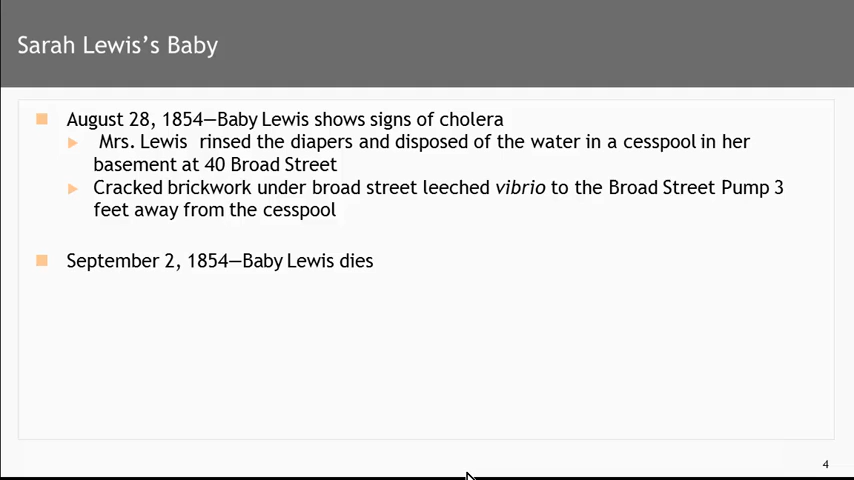 Sarah Lewis’s Baby
August 28, 1854—Baby Lewis shows signs of cholera
Mrs. Lewis rinsed the diapers and disposed of the water in a cesspool in her
basement at 40 Broad Street
Cracked brickwork under broad street leeched vibrio to the Broad Street Pump 3
feet away from the cesspool
September 2, 1854—Baby Lewis dies
4